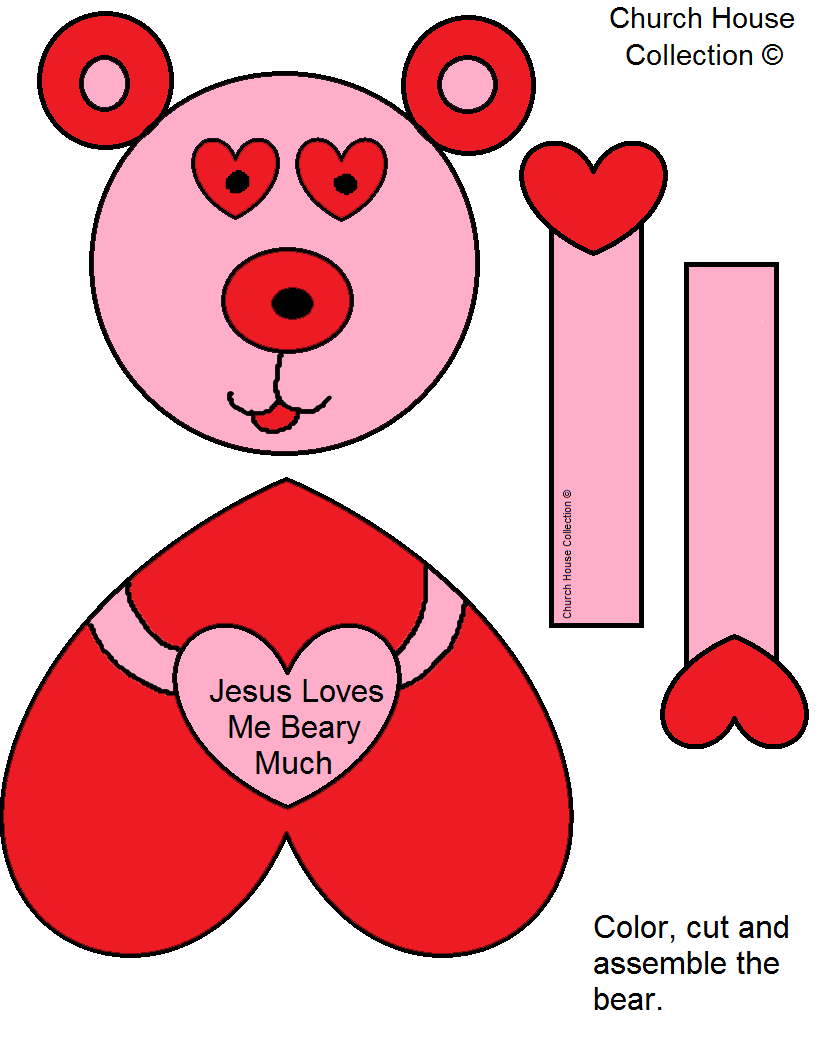 Church House
Collection ©
Church House Collection ©
Jesus Loves
Me Beary
Much
Color, cut and
assemble the
bear.